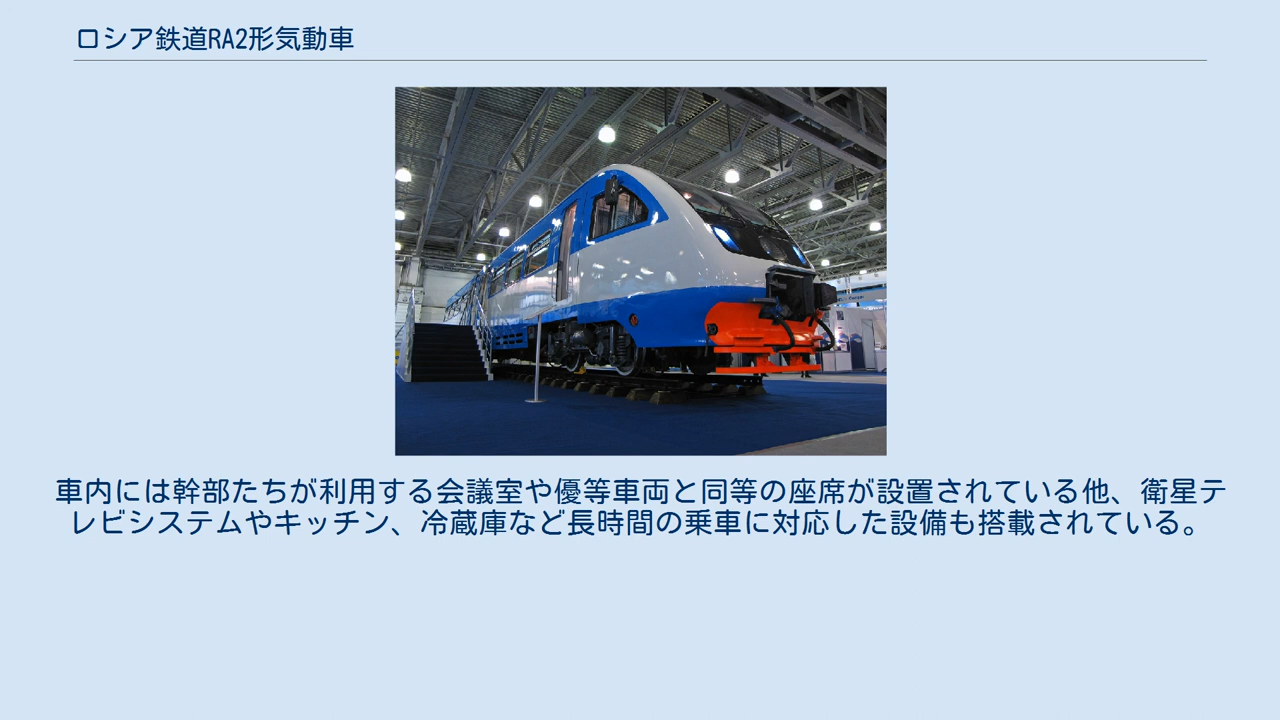 ロシア鉄道RA2形気動車
車内には幹部たちが利用する会議室や優等車両と同等の座席が設置されている他、衛星テ
レビシステムやキッチン、冷蔵庫など長時間の乗車に対応した設備も搭載されている。